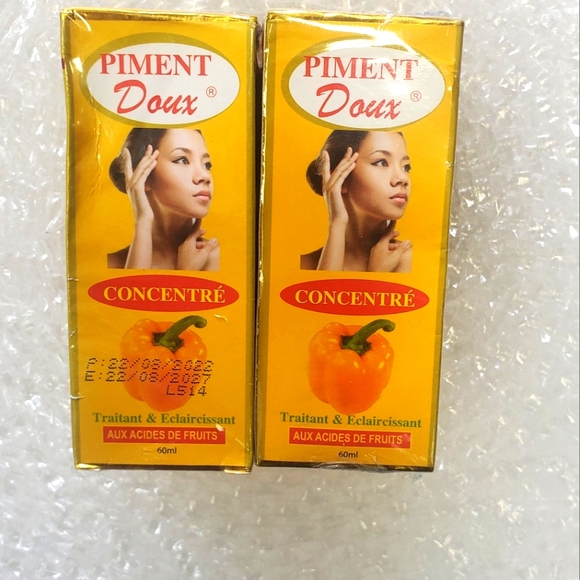 PIMENT
Doux ®
CONCENTRÉ
P:22/08/2022
E:22/08/2027
L514
Traitant & Eclaircissant
AUX ACIDES DE FRUITS
60ml
PIMENT
Doux ®
CONCENTRÉ
Traitant & Eclaircissant
AUX ACIDES DE FRUITS
60ml